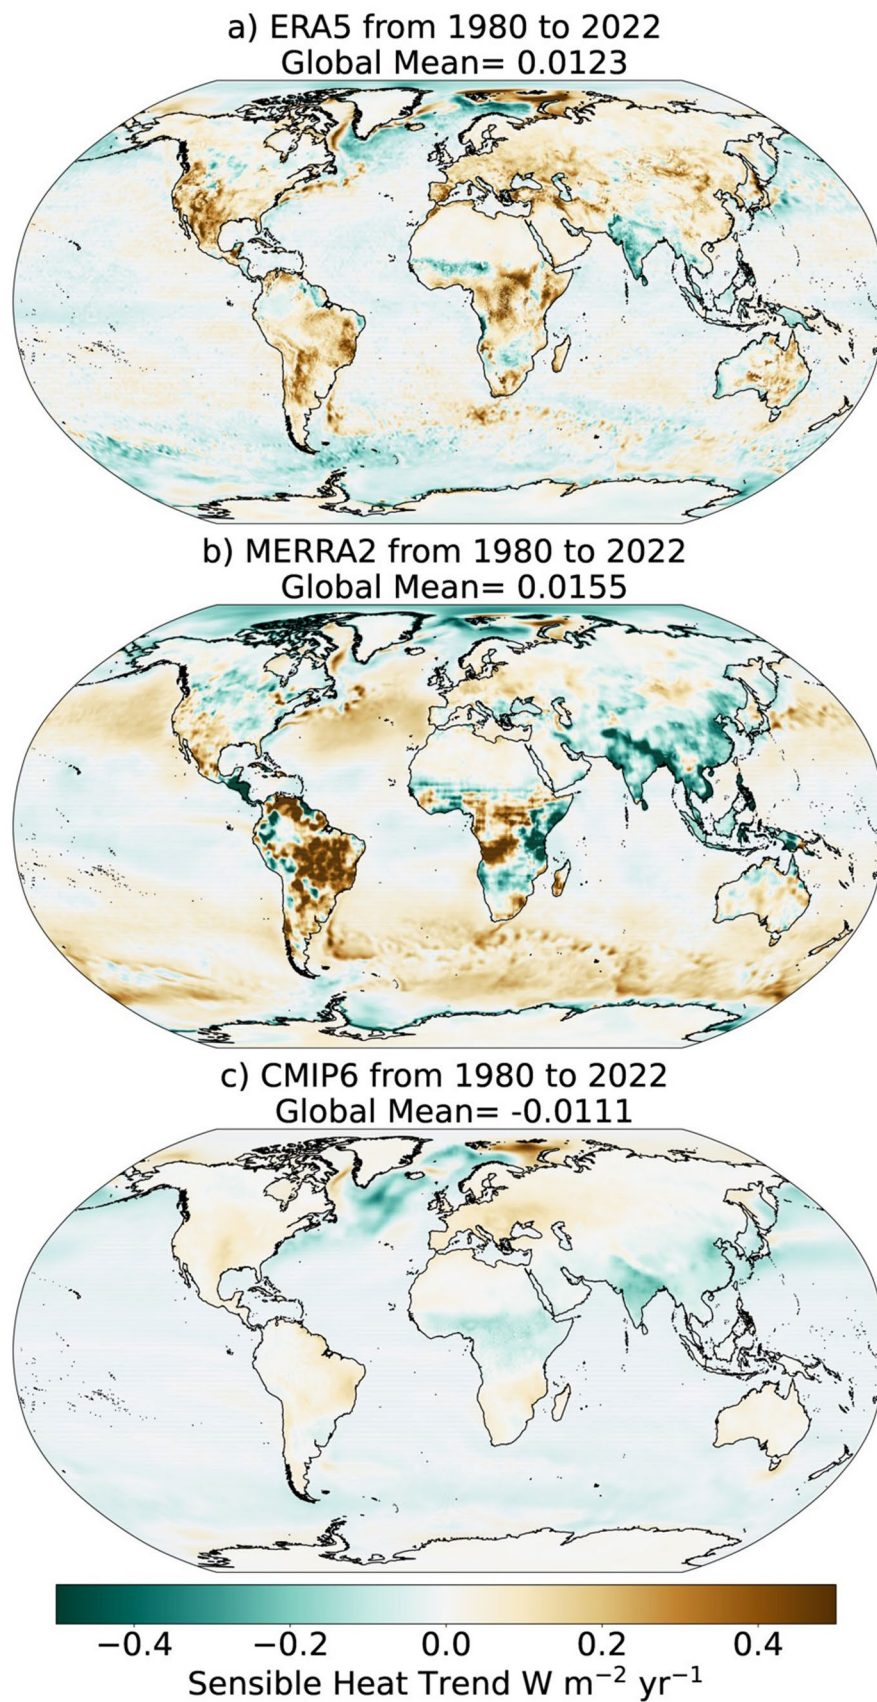 a) ERA5 from 1980 to 2022
Global Mean= 0.0123
b) MERRA2 from 1980 to 2022
Global Mean= 0.0155
c) CMIP6 from 1980 to 2022
Global Mean= -0.0111
−0.4 −0.2 0.0 0.2 0.4
Sensible Heat Trend W m⁻² yr⁻¹